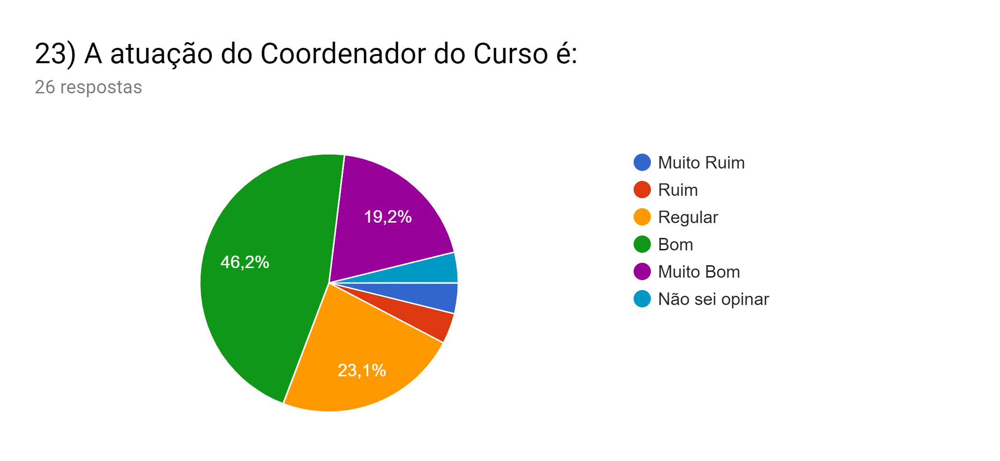 23) A atuação do Coordenador do Curso é:
26 respostas
19,2%
46,2%
23,1%
Muito Ruim
Ruim
Regular
Bom
Muito Bom
Não sei opinar